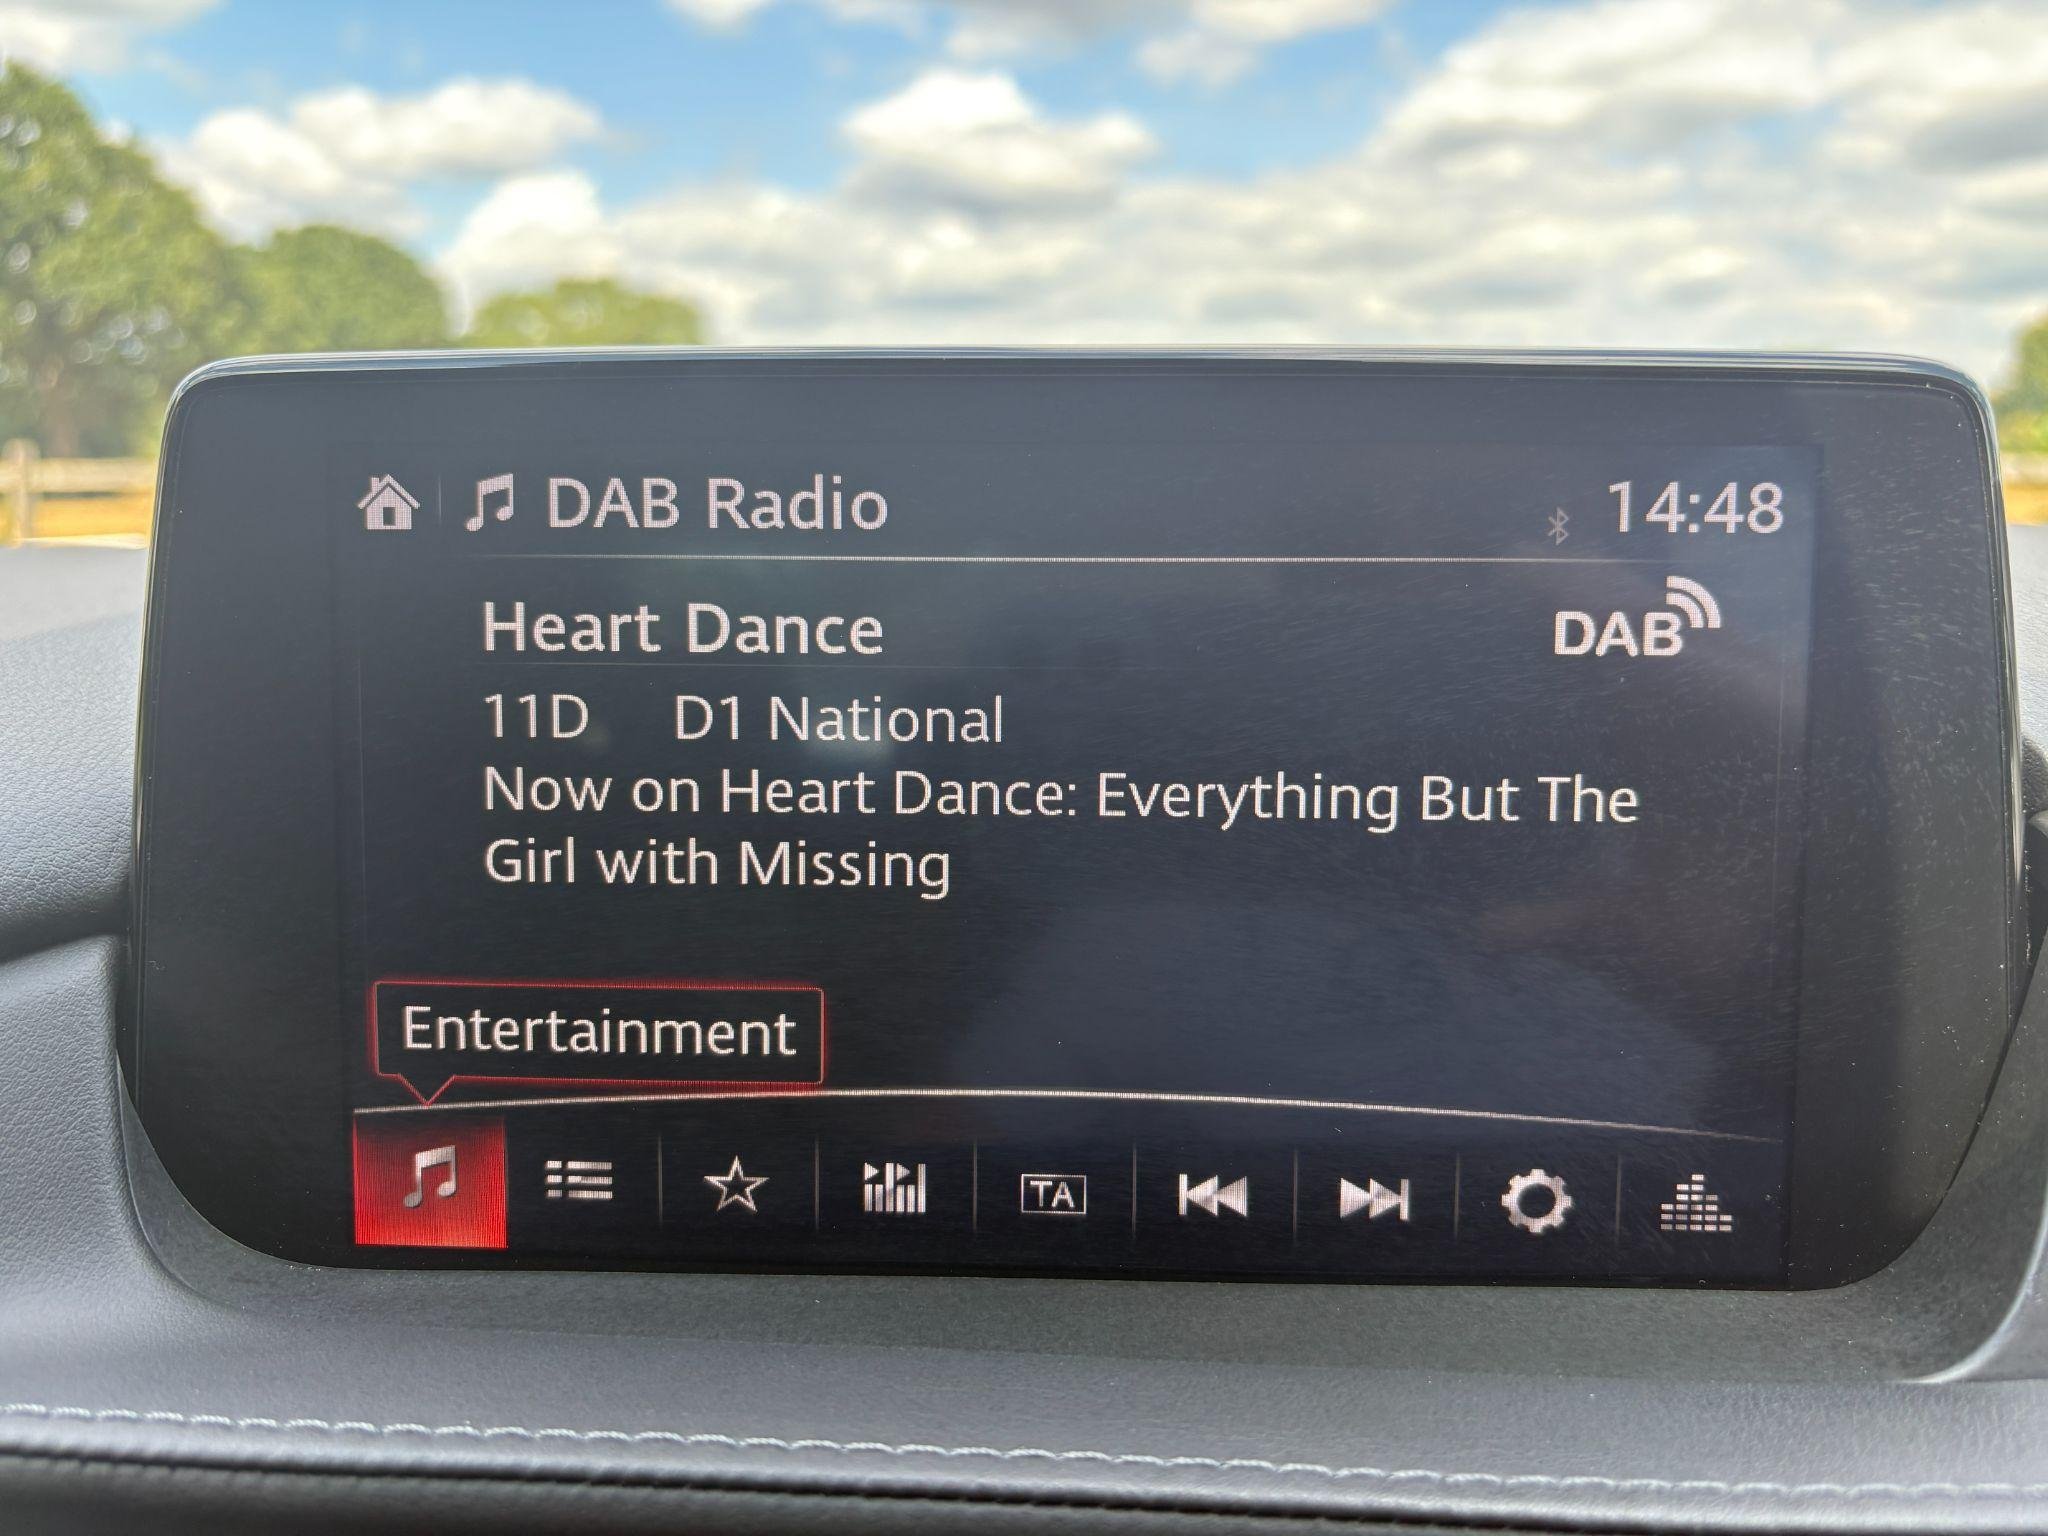 DAB Radio 14:48
Heart Dance DAB
11D D1 National
Now on Heart Dance: Everything But The
Girl with Missing
Entertainment
TA